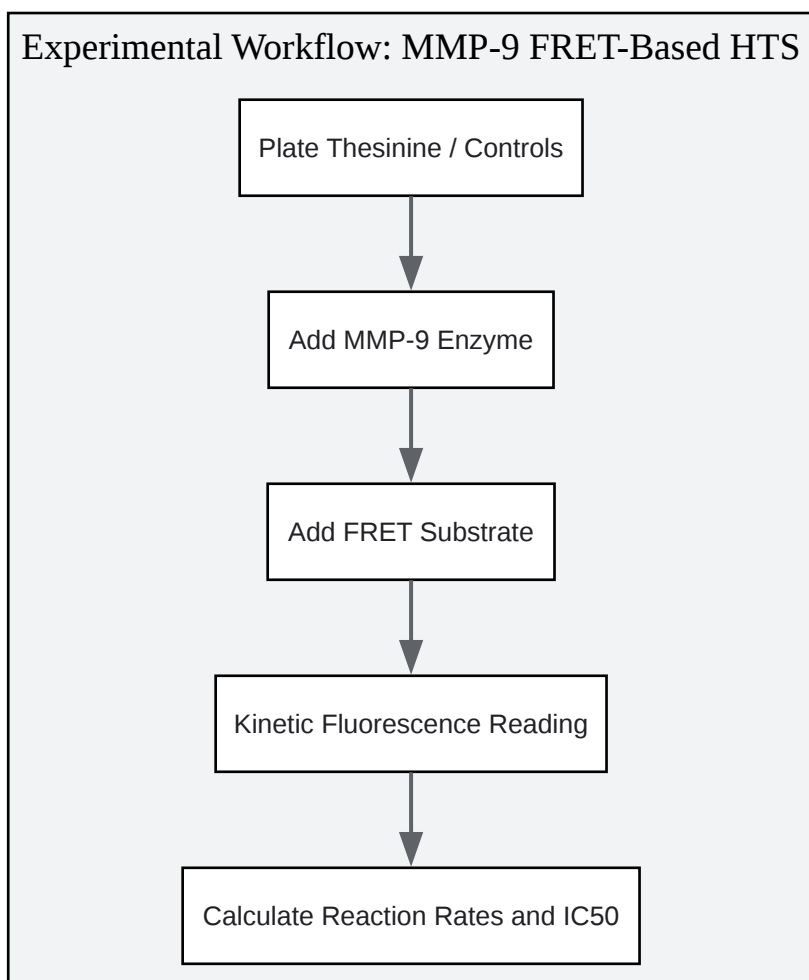 Experimental Workflow: MMP-9 FRET-Based HTS
Plate Thesinine / Controls
Add MMP-9 Enzyme
Add FRET Substrate
Kinetic Fluorescence Reading
Calculate Reaction Rates and IC50